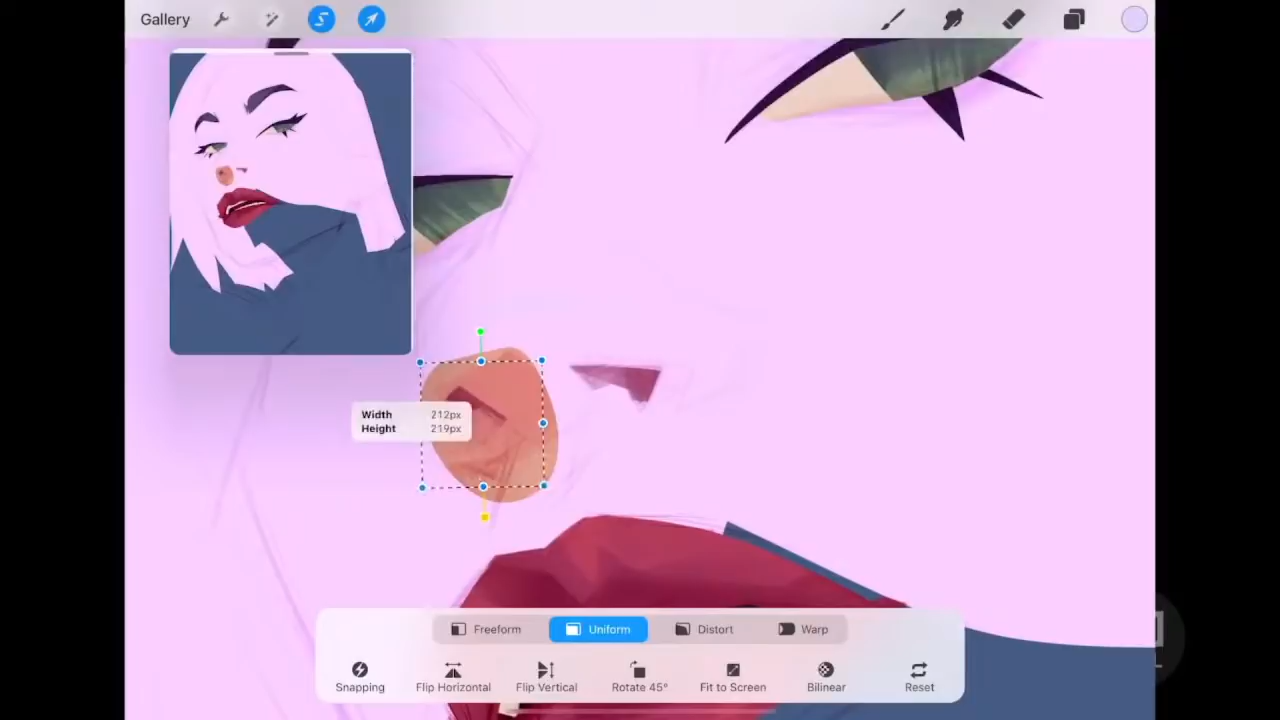 Gallery
Width 212px
Height 219px
Freeform Uniform Distort Warp
Snapping Flip Horizontal Flip Vertical Rotate 45° Fit to Screen Bilinear Reset